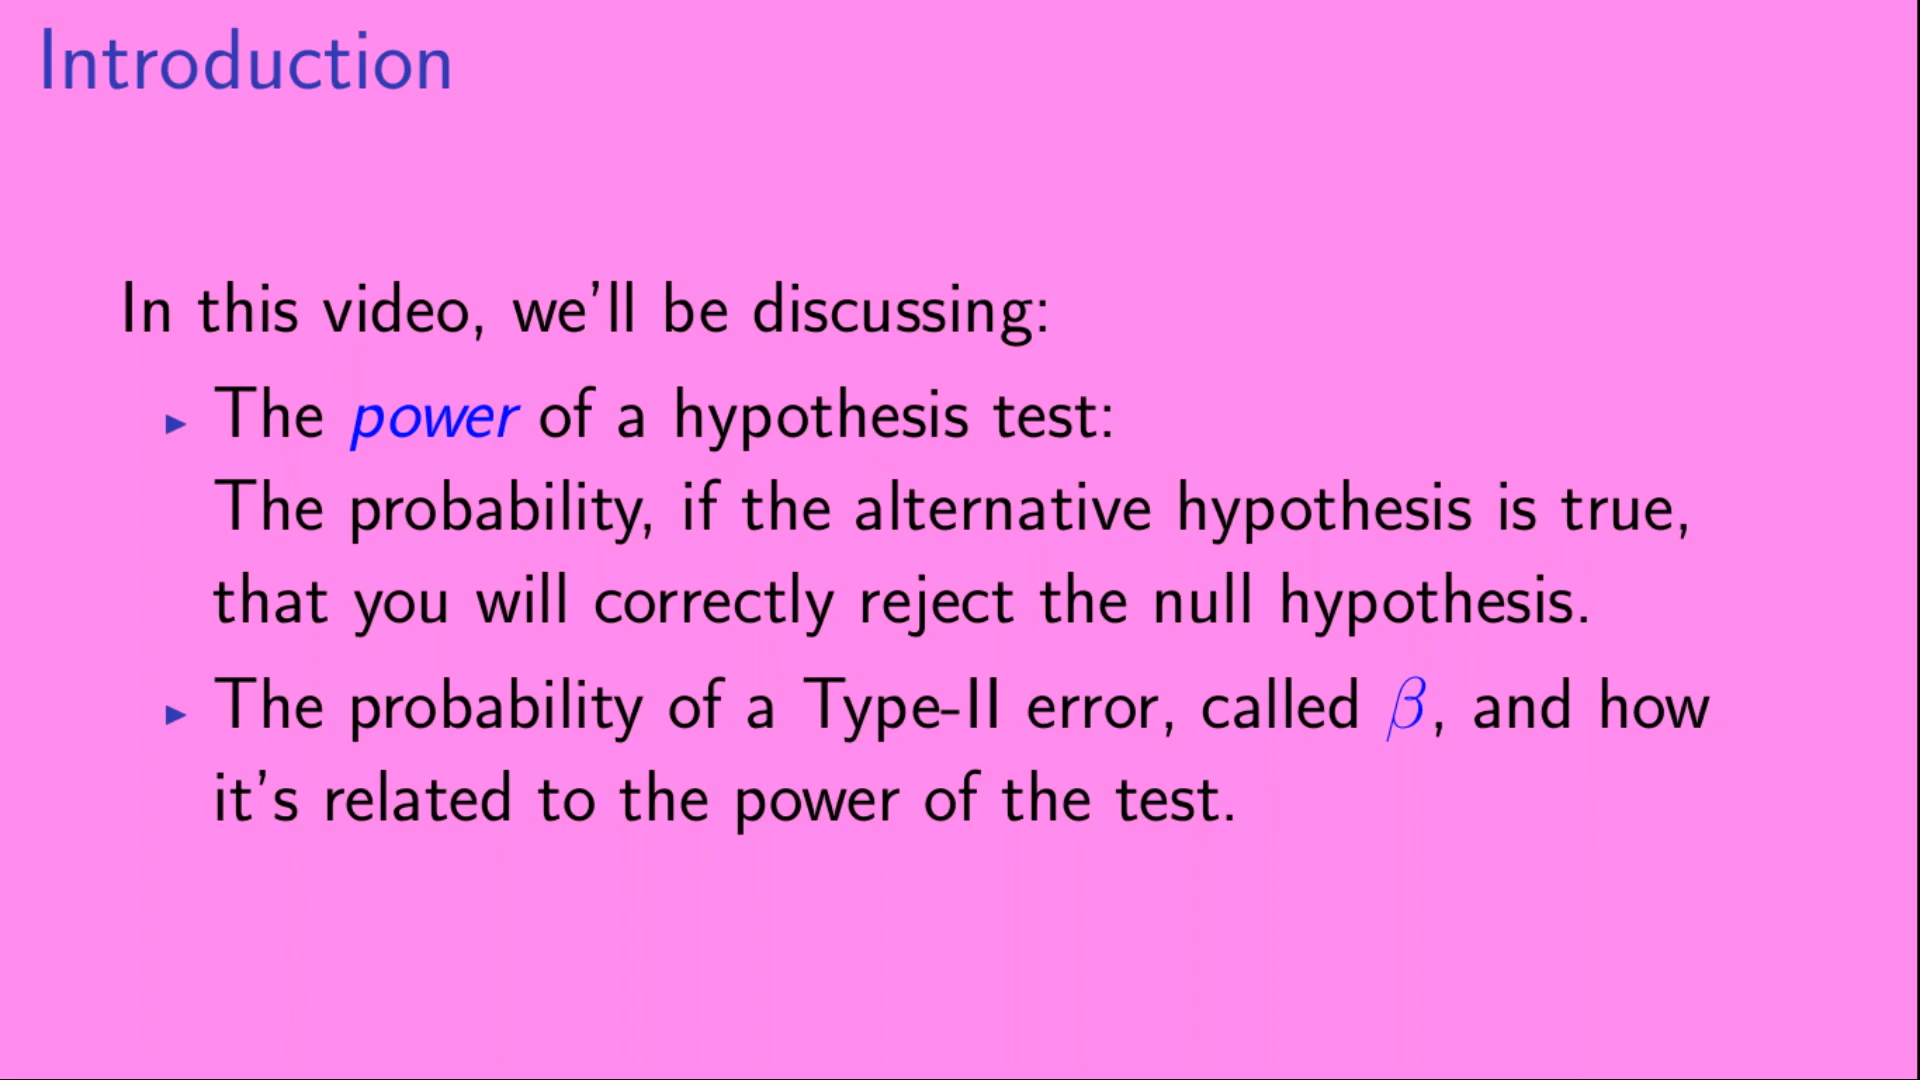 Introduction
In this video, we'll be discussing:
▸ The power of a hypothesis test:
The probability, if the alternative hypothesis is true,
that you will correctly reject the null hypothesis.
▸ The probability of a Type-II error, called β, and how
it's related to the power of the test.